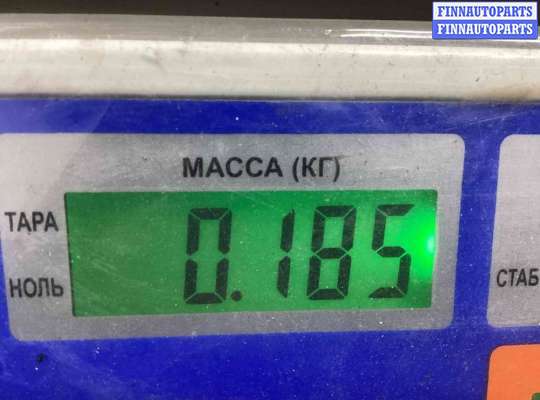 FINNAUTOPARTS
FINNAUTOPARTS
МАССА (КГ)
ТАРА
0.185
НОЛЬ
СТАБ